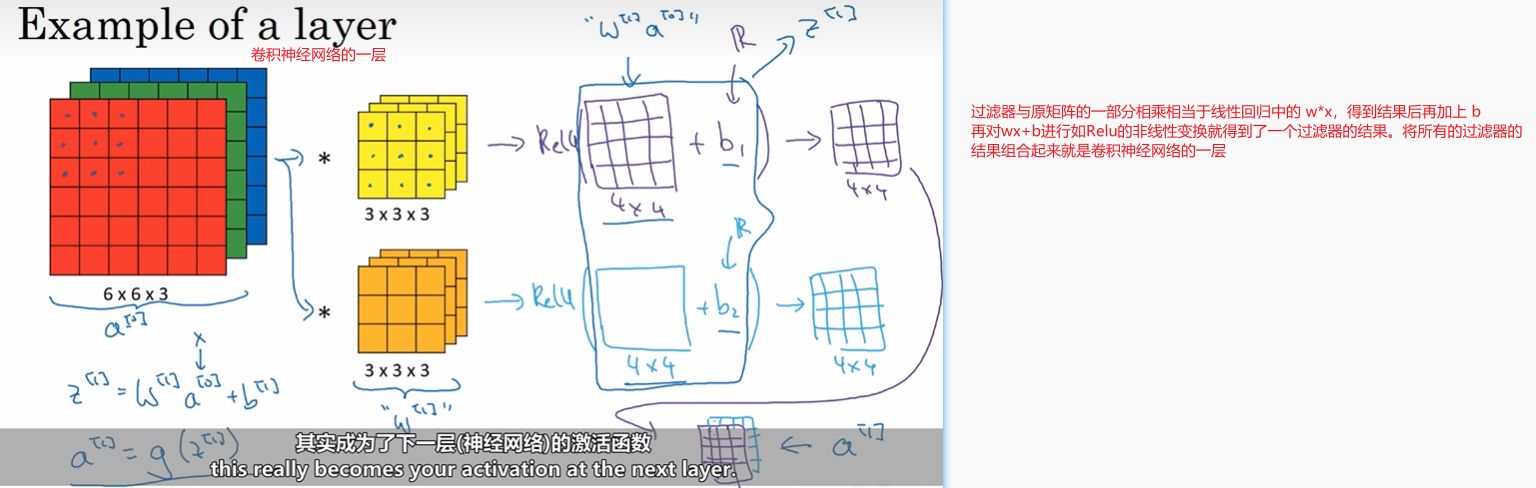 Example of a layer
卷积神经网络的一层
"W[1] a[0]"
ℝ
z[1]
过滤器与原矩阵的一部分相乘相当于线性回归中的 w*x，得到结果后再加上 b
再对wx+b进行如Relu的非线性变换就得到了一个过滤器的结果。将所有的过滤器的
结果组合起来就是卷积神经网络的一层
* → Relu( + b₁ ) →
3 x 3 x 3
4x4
4x4
ℝ
6 x 6 x 3
a[0]
* → Relu( + b₂ ) →
3 x 3 x 3
4x4
4x4
x
z[1] = W[1] a[0] + b[1]
"W[1]"
a[1] = g(z[1])
← a[1]
其实成为了下一层(神经网络)的激活函数
this really becomes your activation at the next layer.